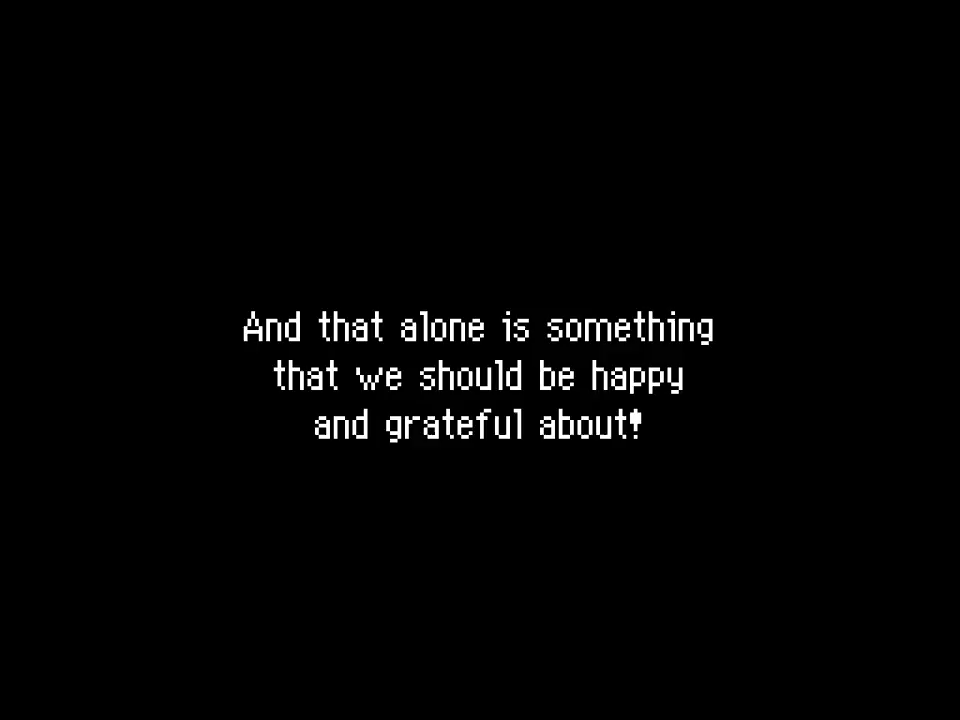 And that alone is something
that we should be happy
and grateful about!